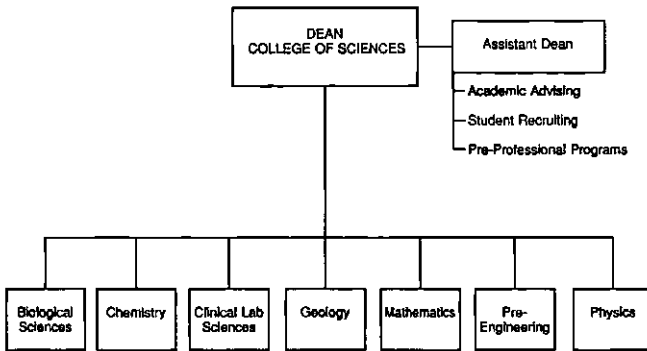 DEAN
COLLEGE OF SCIENCES
Assistant Dean
Academic Advising
Student Recruiting
Pre-Professional Programs
Biological
Sciences
Chemistry
Clinical Lab
Sciences
Geology
Mathematics
Pre-
Engineering
Physics